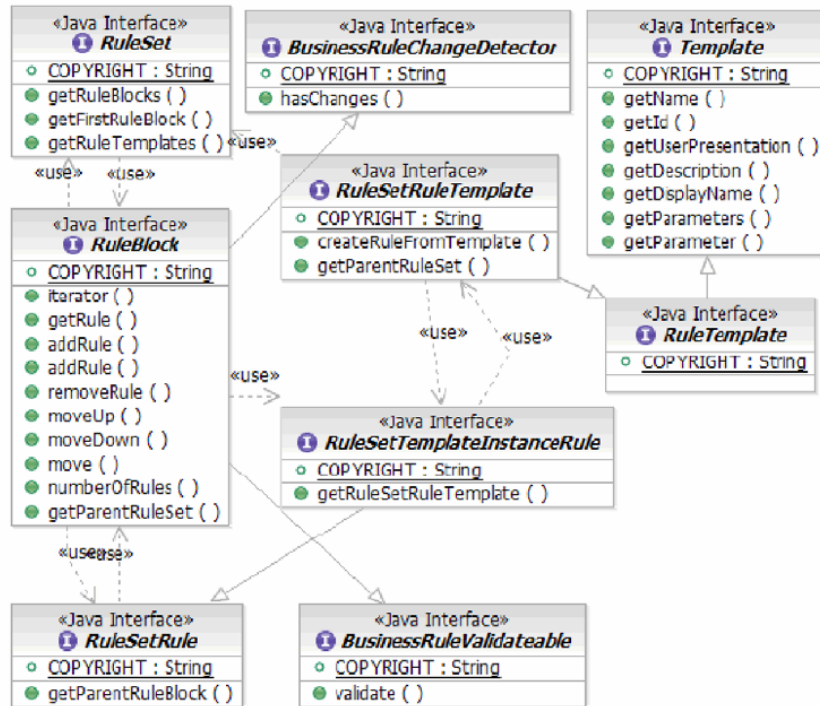 «Java Interface»
RuleSet
COPYRIGHT : String
getRuleBlocks ( )
getFirstRuleBlock ( )
getRuleTemplates ( )
«Java Interface»
BusinessRuleChangeDetector
COPYRIGHT : String
hasChanges ( )
«Java Interface»
Template
COPYRIGHT : String
getName ( )
getId ( )
getUserPresentation ( )
getDescription ( )
getDisplayName ( )
getParameters ( )
getParameter ( )
«use»
«use»
«use»
«Java Interface»
RuleSetRuleTemplate
COPYRIGHT : String
createRuleFromTemplate ( )
getParentRuleSet ( )
«Java Interface»
RuleBlock
COPYRIGHT : String
iterator ( )
getRule ( )
addRule ( )
addRule ( )
removeRule ( )
moveUp ( )
moveDown ( )
move ( )
numberOfRules ( )
getParentRuleSet ( )
«Java Interface»
RuleTemplate
COPYRIGHT : String
«use»
«use»
«use»
«Java Interface»
RuleSetTemplateInstanceRule
COPYRIGHT : String
getRuleSetRuleTemplate ( )
«use»
«use»
«Java Interface»
RuleSetRule
COPYRIGHT : String
getParentRuleBlock ( )
«Java Interface»
BusinessRuleValidateable
COPYRIGHT : String
validate ( )